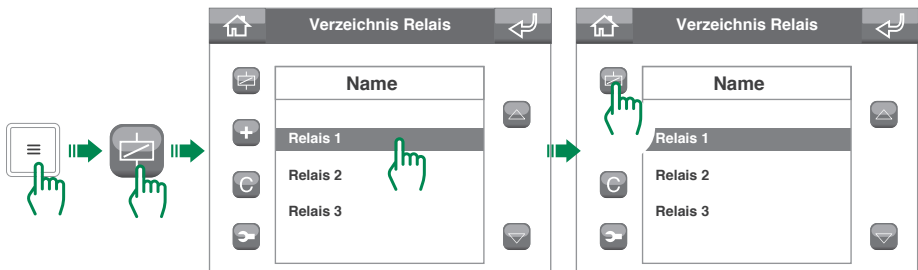 Verzeichnis Relais
Name
Relais 1
Relais 2
Relais 3
C
Verzeichnis Relais
Name
Relais 1
Relais 2
Relais 3
C